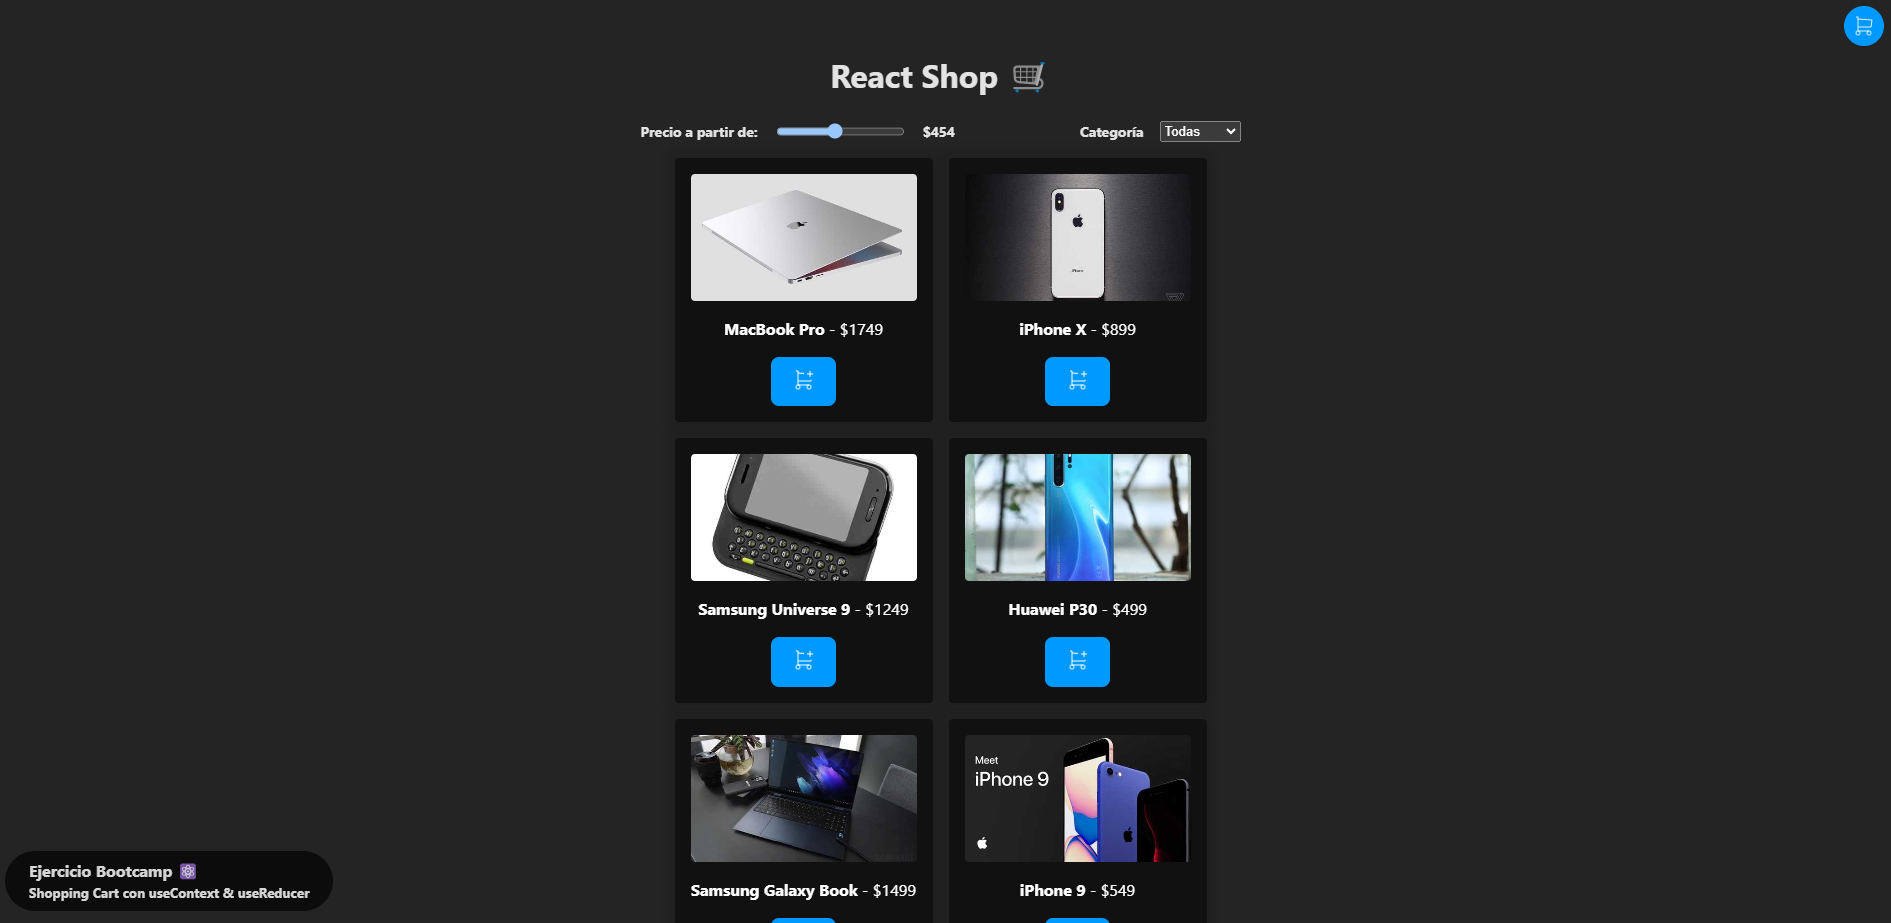 React Shop
Precio a partir de: $454 Categoría Todas
MacBook Pro - $1749
iPhone X - $899
Samsung Universe 9 - $1249
Huawei P30 - $499
Meet
iPhone 9
Samsung Galaxy Book - $1499
iPhone 9 - $549
Ejercicio Bootcamp
Shopping Cart con useContext & useReducer